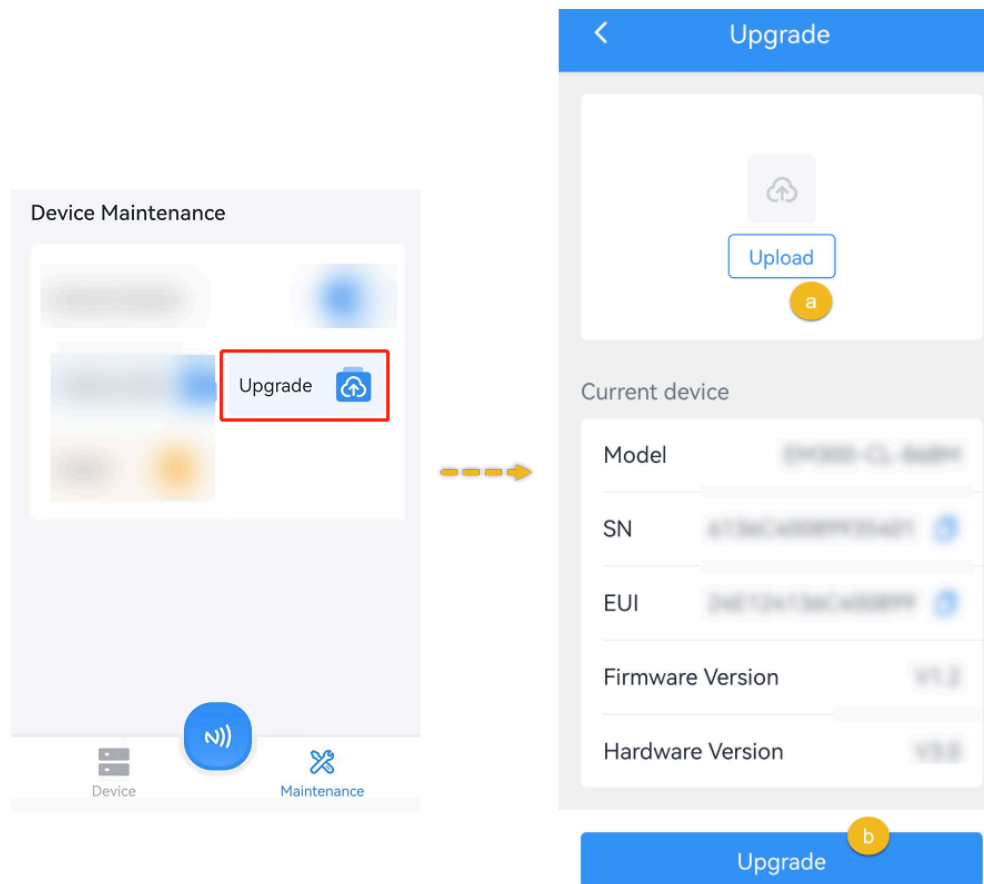 Device Maintenance
Upgrade
Device
Maintenance
Upgrade
Upload
a
Current device
Model
SN
EUI
Firmware Version
Hardware Version
b
Upgrade